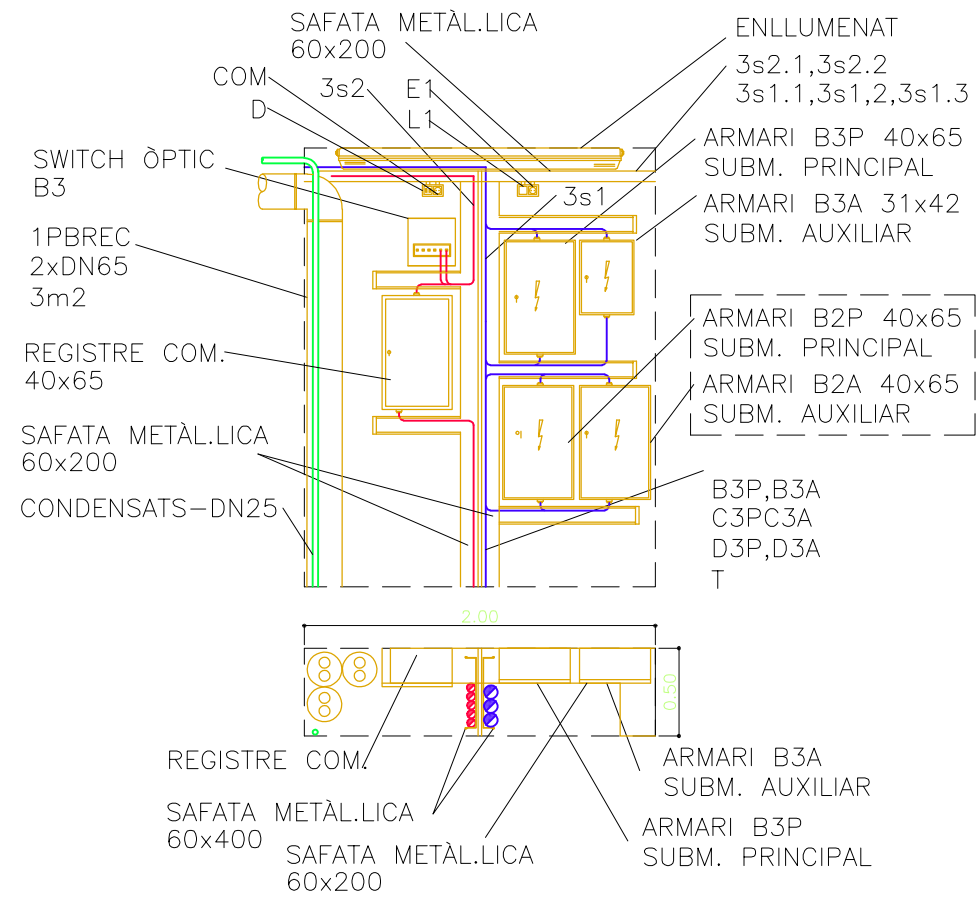 SAFATA METÀL.LICA
60x200
ENLLUMENAT
COM
3s2
E1
3s2.1,3s2.2
3s1.1,3s1,2,3s1.3
D
L1
ARMARI B3P 40x65
SUBM. PRINCIPAL
SWITCH ÒPTIC
B3
3s1
ARMARI B3A 31x42
SUBM. AUXILIAR
1PBREC
2xDN65
3m2
ARMARI B2P 40x65
SUBM. PRINCIPAL
REGISTRE COM.
40x65
ARMARI B2A 40x65
SUBM. AUXILIAR
SAFATA METÀL.LICA
60x200
CONDENSATS-DN25
B3P,B3A
C3PC3A
D3P,D3A
T
2.00
0.50
REGISTRE COM.
ARMARI B3A
SUBM. AUXILIAR
SAFATA METÀL.LICA
60x400
ARMARI B3P
SUBM. PRINCIPAL
SAFATA METÀL.LICA
60x200